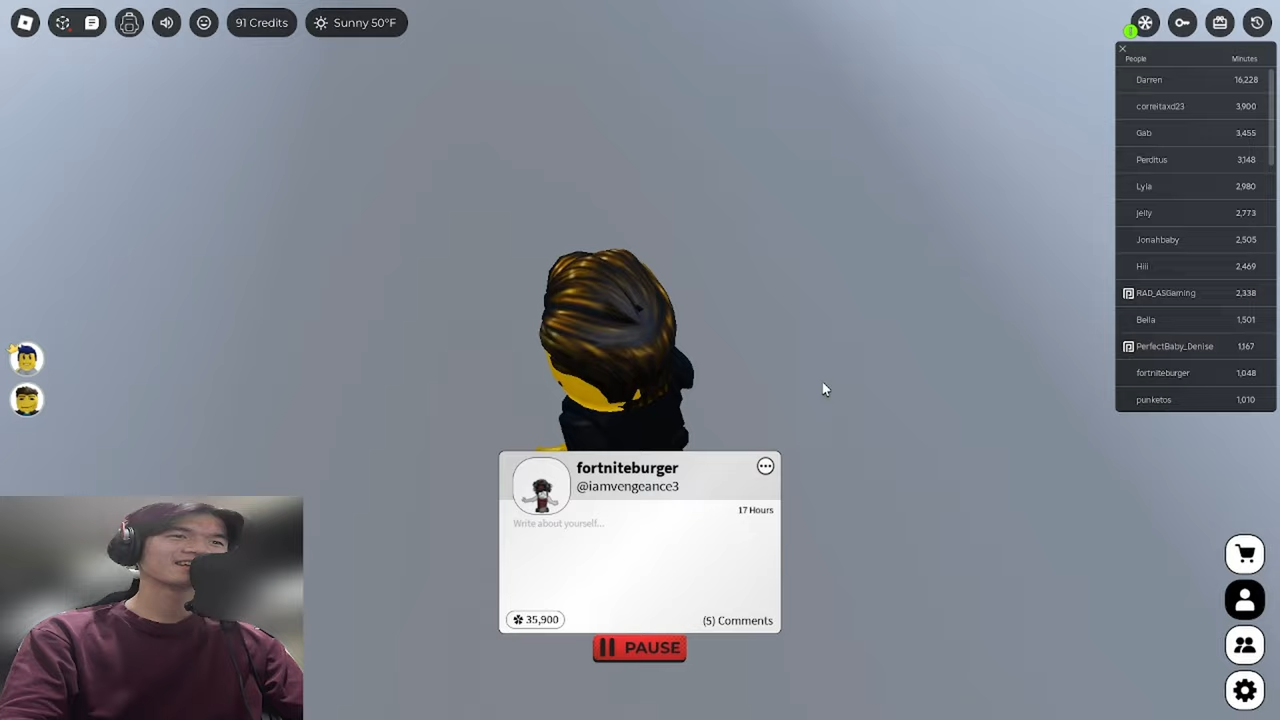 91 Credits
Sunny 50°F
People Minutes
Darren 16,228
correitaxd23 3,900
Gab 3,455
Perditus 3,148
Lyla 2,980
jelly 2,773
Jonahbaby 2,505
Hiii 2,469
RAD_ASGaming 2,338
Bella 1,501
PerfectBaby_Denise 1,167
fortniteburger 1,048
punketos 1,010
fortniteburger
@iamvengeance3
17 Hours
Write about yourself...
35,900
(5) Comments
PAUSE